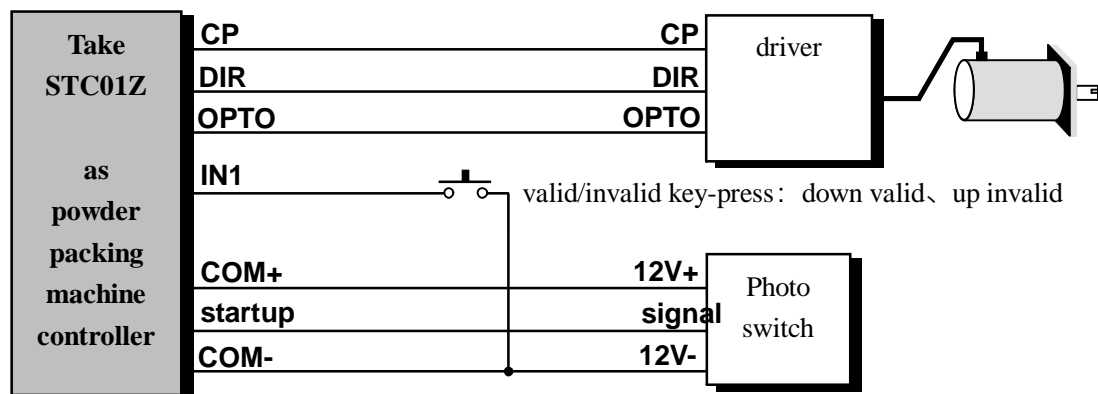 Take
STC01Z
as
powder
packing
machine
controller
CP
CP
DIR
DIR
OPTO
OPTO
driver
IN1
valid/invalid key-press：down valid、up invalid
COM+
12V+
startup
signal
COM-
12V-
Photo
switch